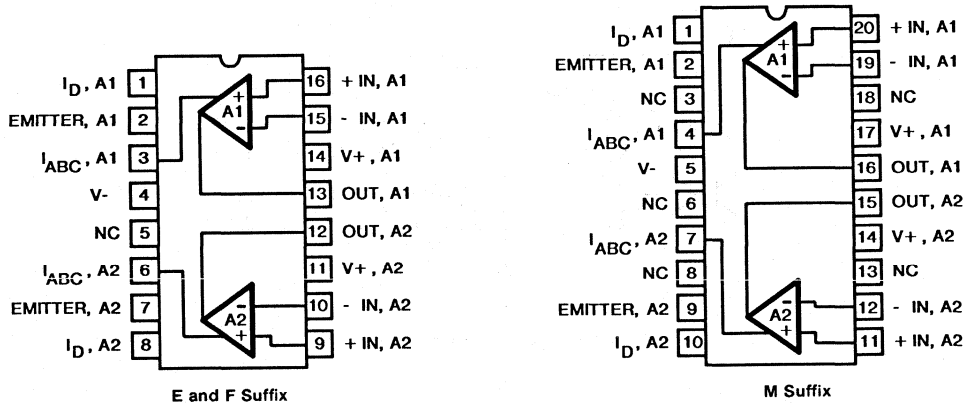 I_D, A1 1 16 + IN, A1
EMITTER, A1 2 15 - IN, A1
I_ABC, A1 3 14 V+, A1
V- 4 13 OUT, A1
NC 5 12 OUT, A2
I_ABC, A2 6 11 V+, A2
EMITTER, A2 7 10 - IN, A2
I_D, A2 8 9 + IN, A2
+
A1
-
-
A2
+
E and F Suffix
I_D, A1 1 20 + IN, A1
EMITTER, A1 2 19 - IN, A1
NC 3 18 NC
I_ABC, A1 4 17 V+, A1
V- 5 16 OUT, A1
NC 6 15 OUT, A2
I_ABC, A2 7 14 V+, A2
NC 8 13 NC
EMITTER, A2 9 12 - IN, A2
I_D, A2 10 11 + IN, A2
+
A1
-
-
A2
+
M Suffix